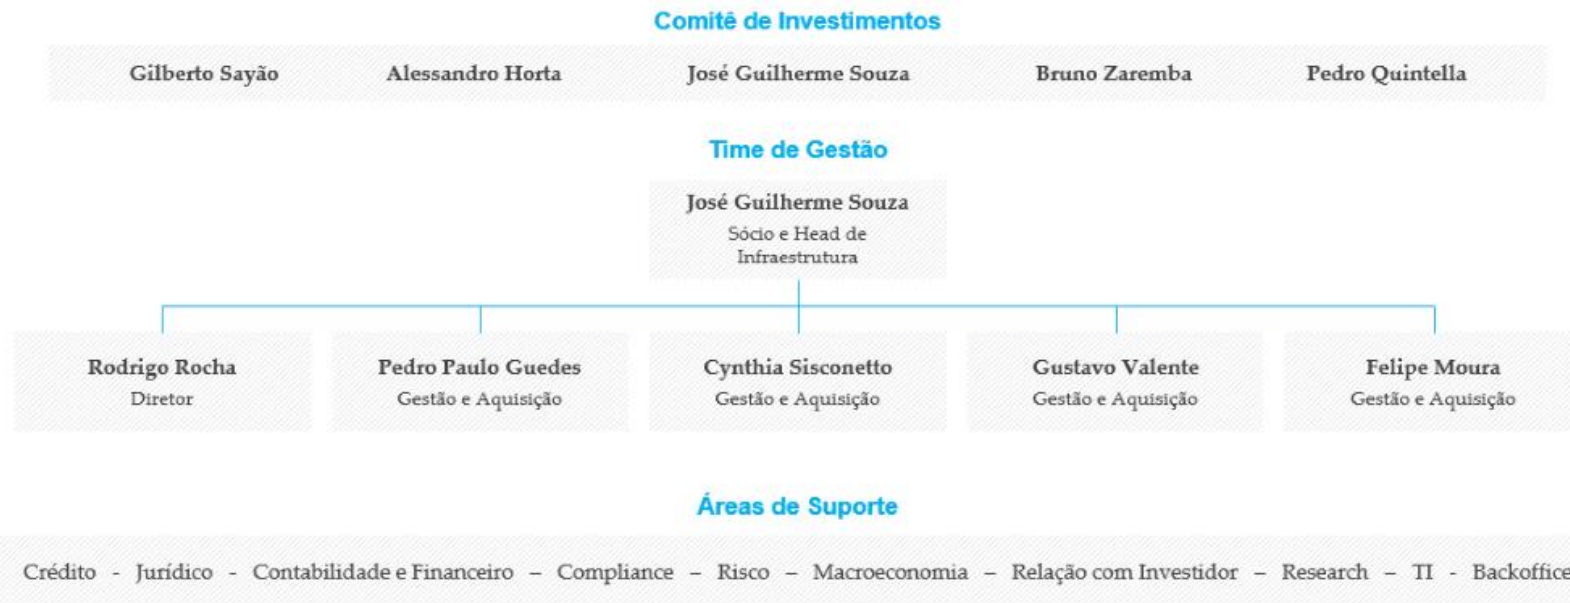 Comitê de Investimentos
Gilberto Sayão Alessandro Horta José Guilherme Souza Bruno Zaremba Pedro Quintella
Time de Gestão
José Guilherme Souza
Sócio e Head de
Infraestrutura
Rodrigo Rocha Pedro Paulo Guedes Cynthia Sisconetto Gustavo Valente Felipe Moura
Diretor Gestão e Aquisição Gestão e Aquisição Gestão e Aquisição Gestão e Aquisição
Áreas de Suporte
Crédito - Jurídico - Contabilidade e Financeiro – Compliance – Risco – Macroeconomia – Relação com Investidor – Research – TI - Backoffice